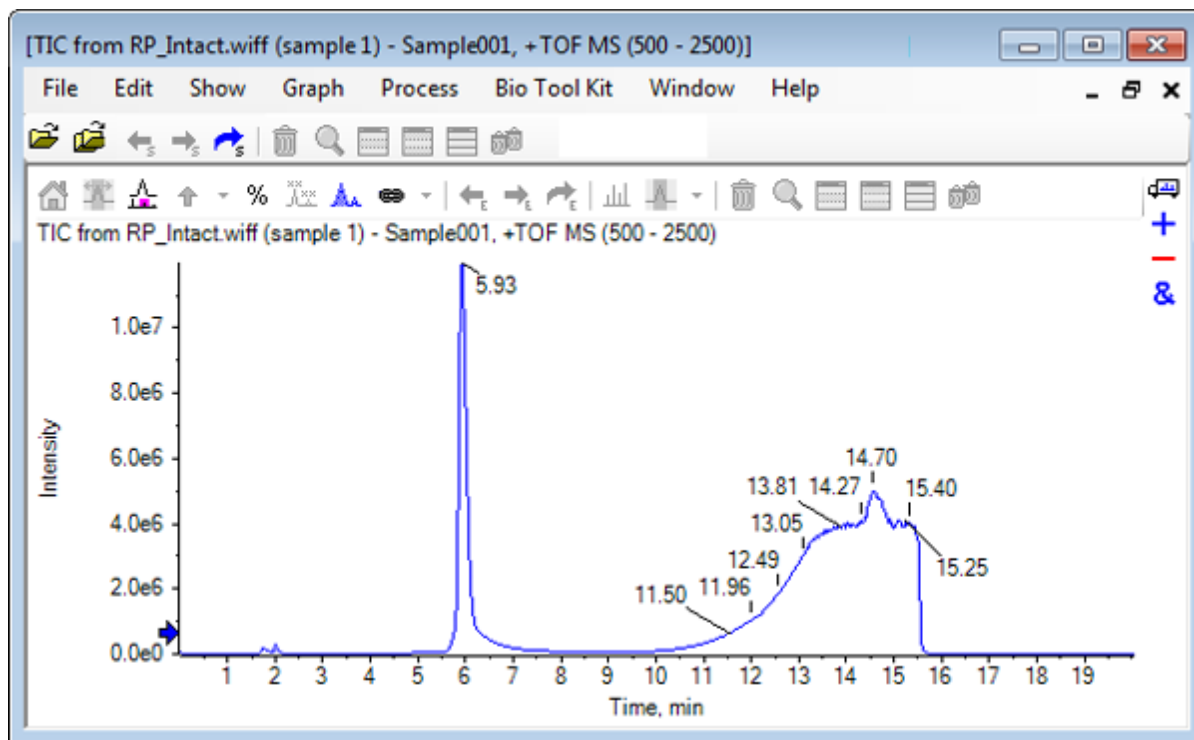 [TIC from RP_Intact.wiff (sample 1) - Sample001, +TOF MS (500 - 2500)]
File Edit Show Graph Process Bio Tool Kit Window Help
S S S
% E E E
TIC from RP_Intact.wiff (sample 1) - Sample001, +TOF MS (500 - 2500)
&
5.93
1.0e7
8.0e6
6.0e6
4.0e6
2.0e6
0.0e0
Intensity
14.70
13.81 14.27 15.40
13.05
12.49
11.96
11.50
15.25
1 2 3 4 5 6 7 8 9 10 11 12 13 14 15 16 17 18 19
Time, min